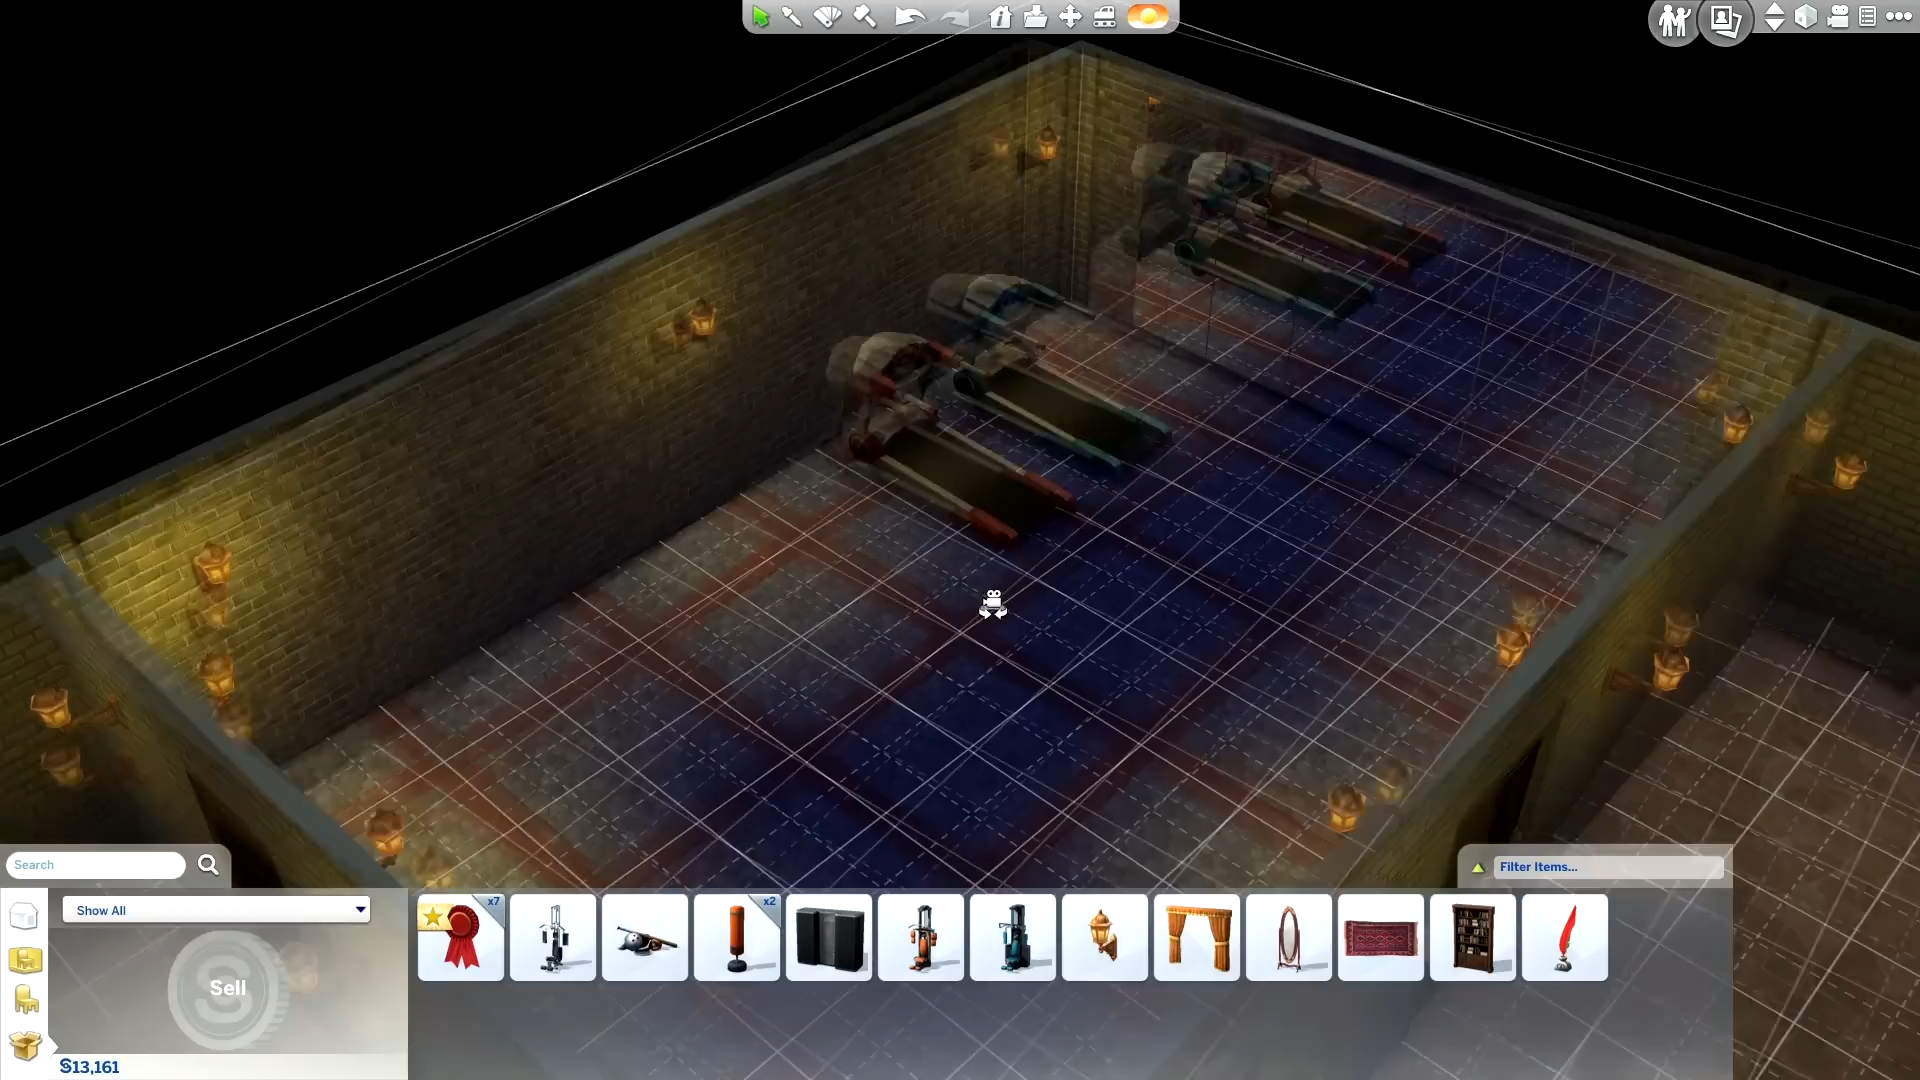 Search
Filter Items...
Show All
x7
x2
Sell
§13,161